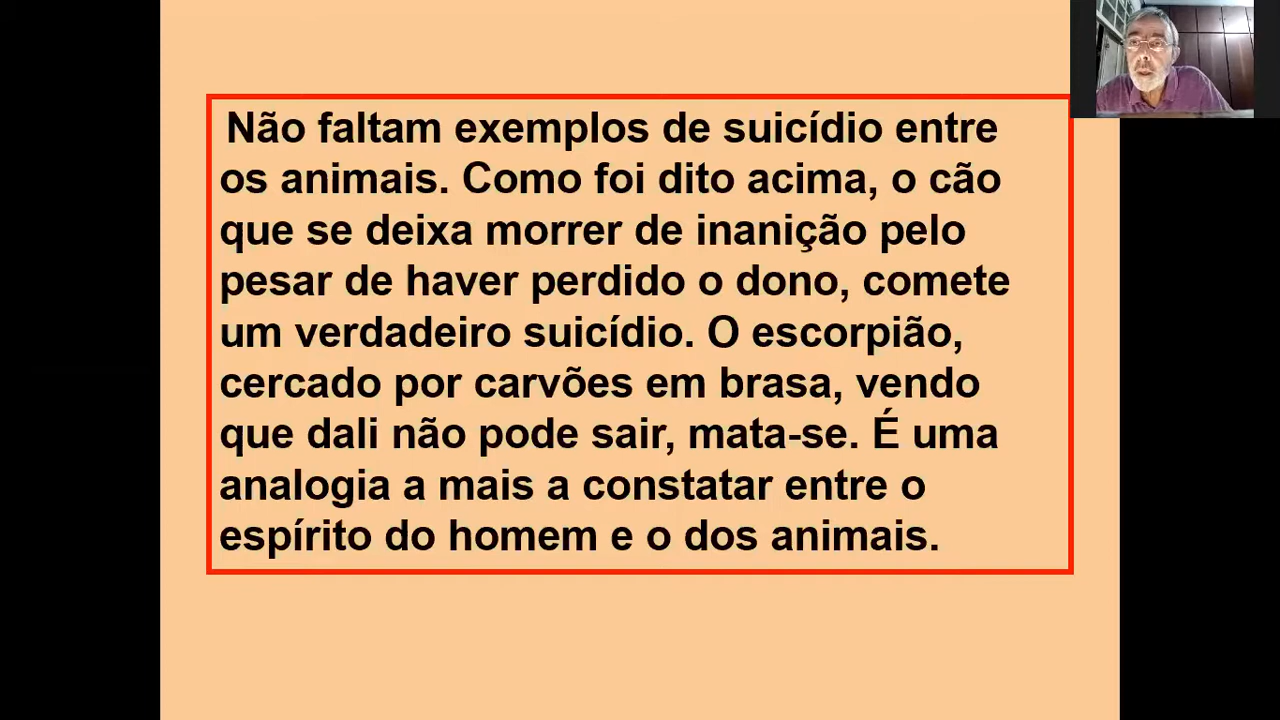 Não faltam exemplos de suicídio entre
os animais. Como foi dito acima, o cão
que se deixa morrer de inanição pelo
pesar de haver perdido o dono, comete
um verdadeiro suicídio. O escorpião,
cercado por carvões em brasa, vendo
que dali não pode sair, mata-se. É uma
analogia a mais a constatar entre o
espírito do homem e o dos animais.